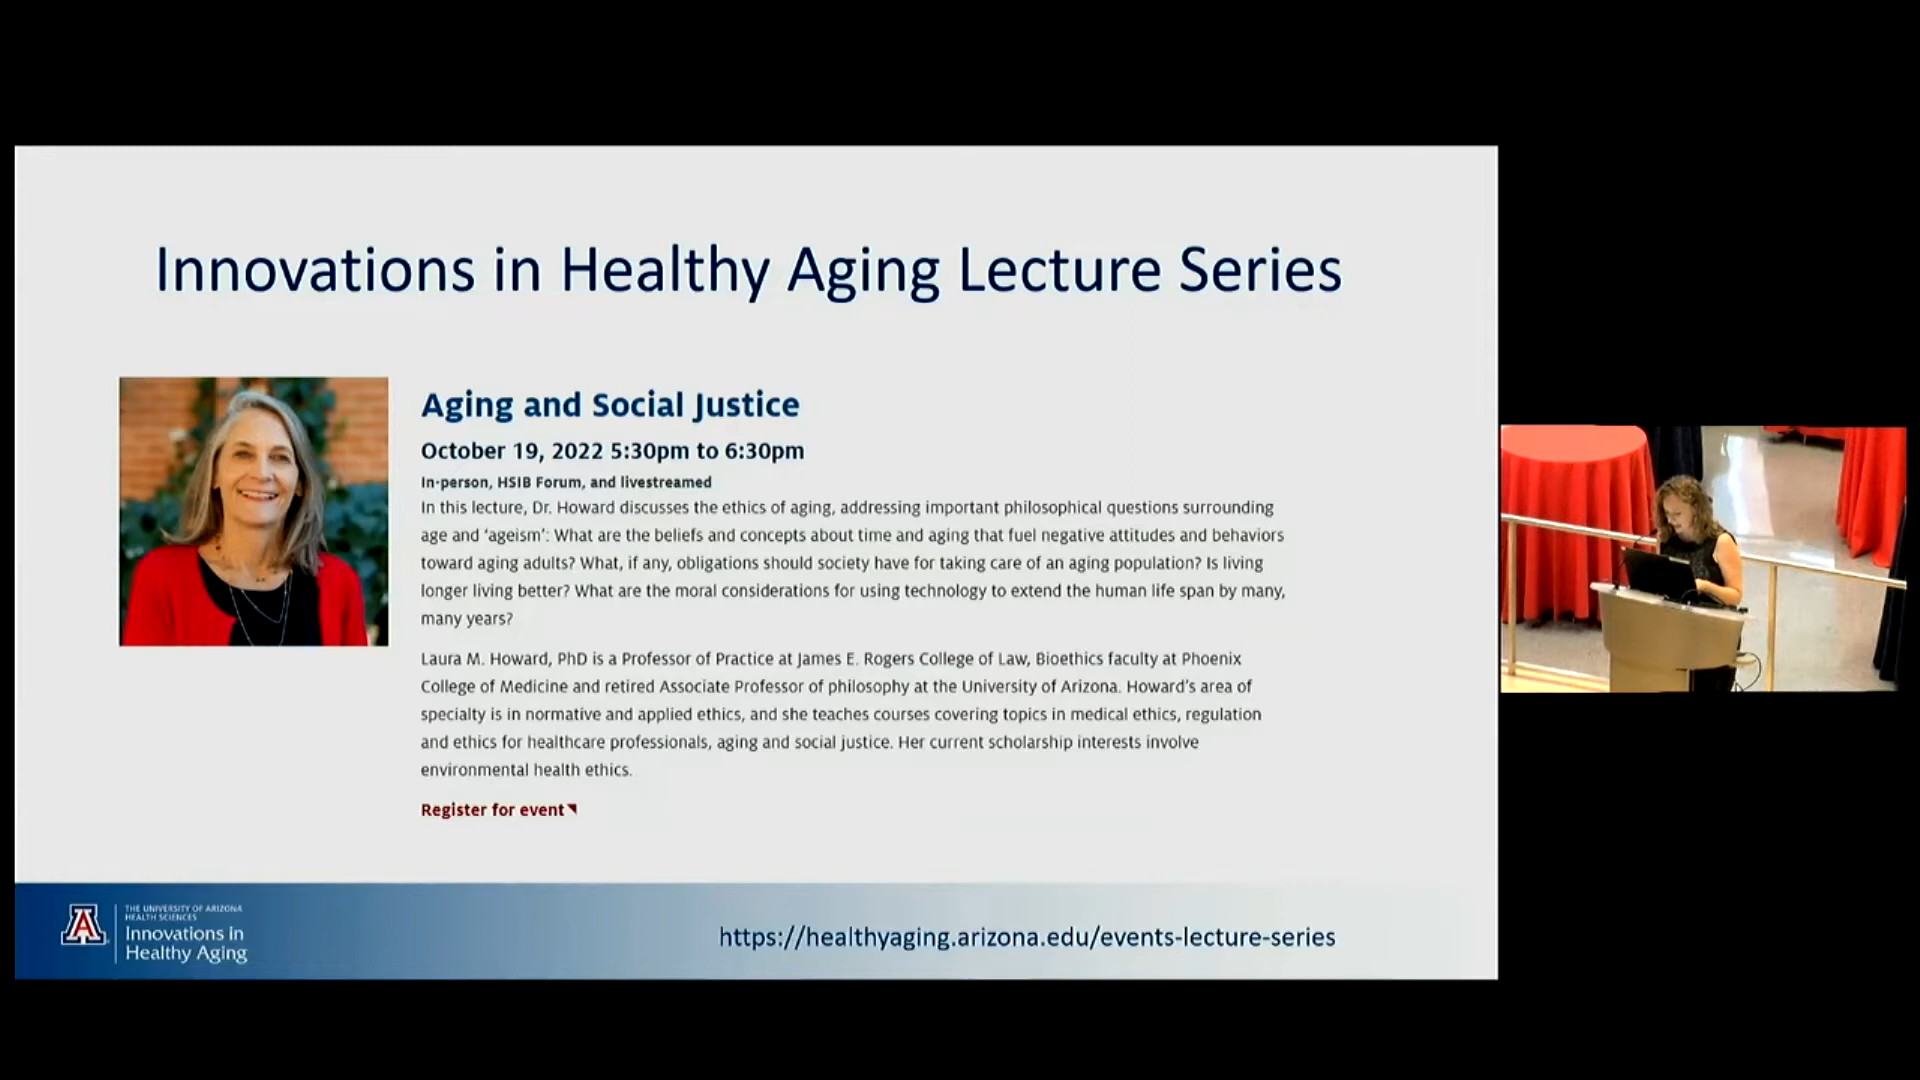 Innovations in Healthy Aging Lecture Series
Aging and Social Justice
October 19, 2022 5:30pm to 6:30pm
In-person, HSIB Forum, and livestreamed
In this lecture, Dr. Howard discusses the ethics of aging, addressing important philosophical questions surrounding
age and ‘ageism’: What are the beliefs and concepts about time and aging that fuel negative attitudes and behaviors
toward aging adults? What, if any, obligations should society have for taking care of an aging population? Is living
longer living better? What are the moral considerations for using technology to extend the human life span by many,
many years?
Laura M. Howard, PhD is a Professor of Practice at James E. Rogers College of Law, Bioethics faculty at Phoenix
College of Medicine and retired Associate Professor of philosophy at the University of Arizona. Howard’s area of
specialty is in normative and applied ethics, and she teaches courses covering topics in medical ethics, regulation
and ethics for healthcare professionals, aging and social justice. Her current scholarship interests involve
environmental health ethics.
Register for event
A
THE UNIVERSITY OF ARIZONA
HEALTH SCIENCES
Innovations in
Healthy Aging
https://healthyaging.arizona.edu/events-lecture-series